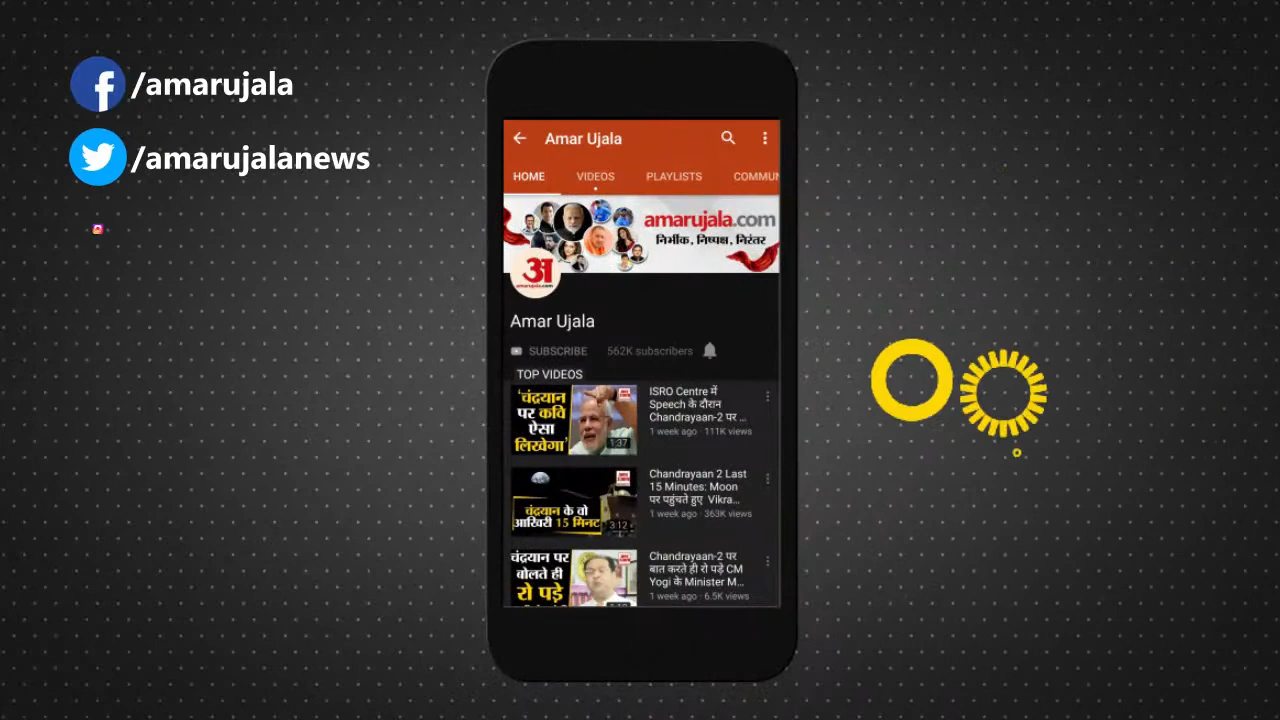 /amarujala
/amarujalanews
Amar Ujala
HOME VIDEOS PLAYLISTS COMMUN
amarujala.com
निर्भीक, निष्पक्ष, निरंतर
अ
amarujala.com
Amar Ujala
SUBSCRIBE 562K subscribers
TOP VIDEOS
'चंद्रयान
पर कवि
ऐसा
लिखेगा'
1:37
ISRO Centre में
Speech के दौरान
Chandrayaan-2 पर ...
1 week ago · 111K views
चंद्रयान के वो
आखिरी 15 मिनट
3:12
Chandrayaan 2 Last
15 Minutes: Moon
पर पहुंचते हुए Vikra...
1 week ago · 363K views
चंद्रयान पर
बोलते ही
रो पड़े
Chandrayaan-2 पर
बात करते ही रो पड़े CM
Yogi के Minister M...
1 week ago · 6.5K views